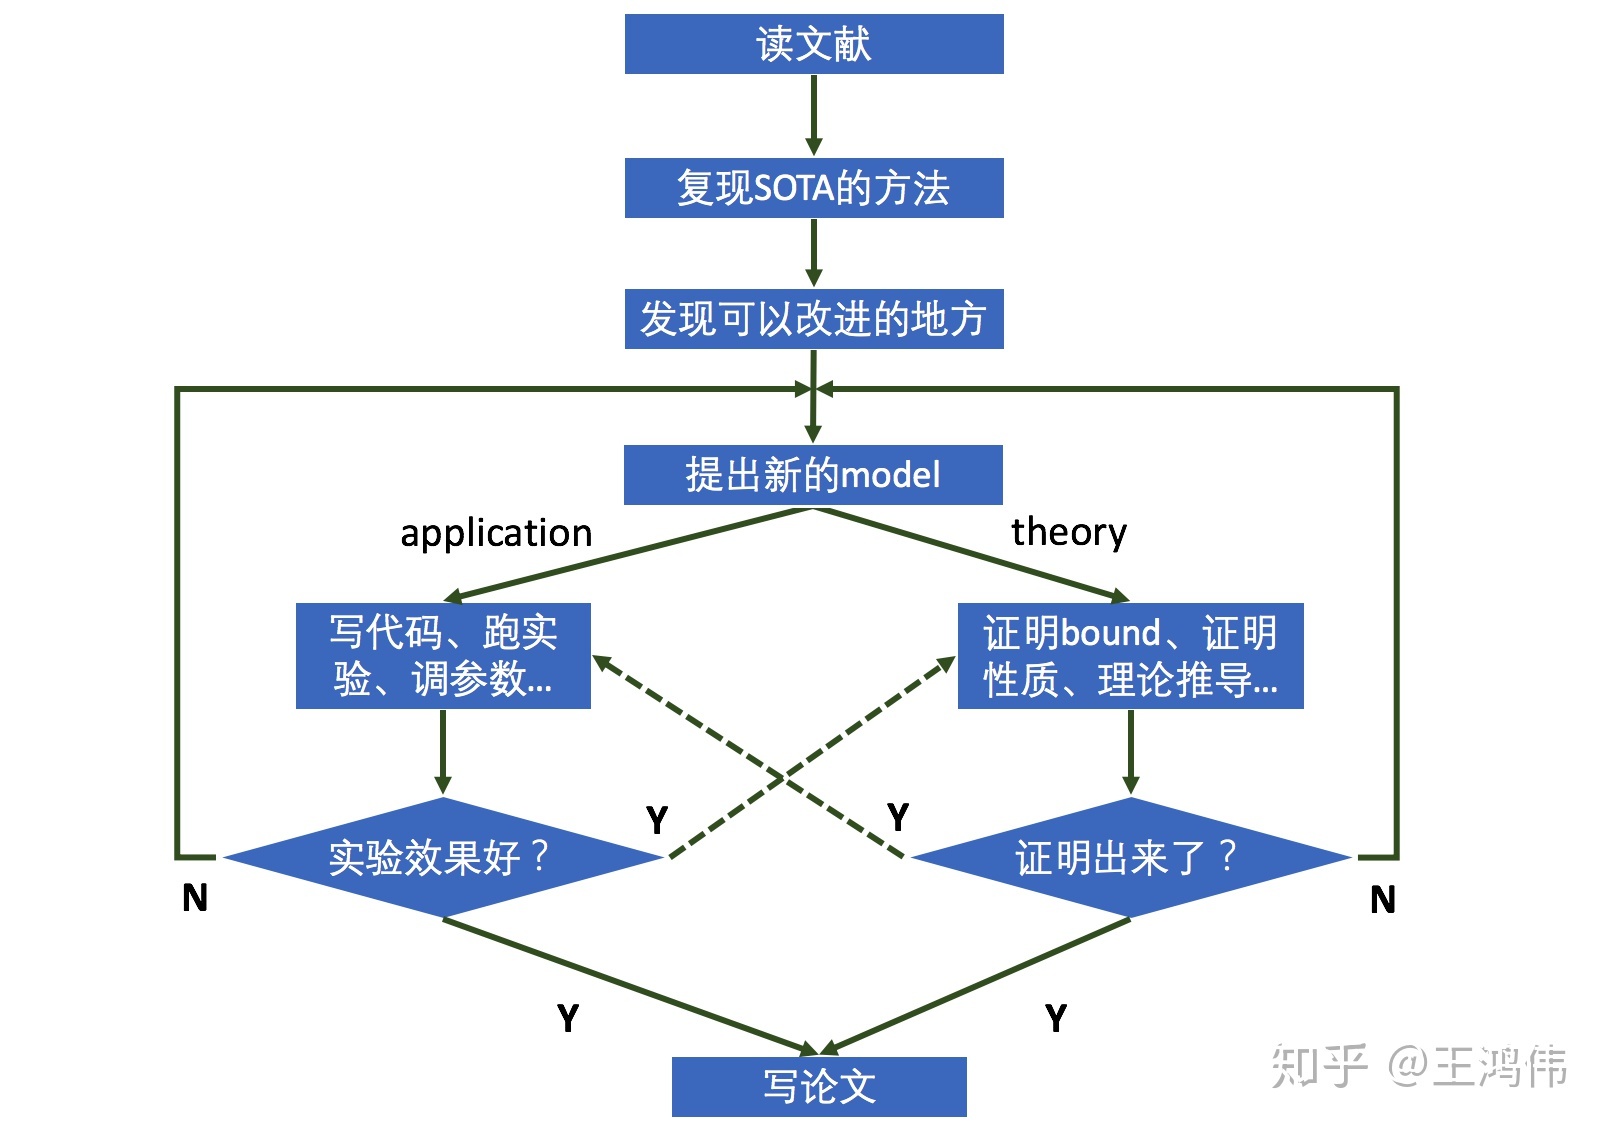 读文献
复现SOTA的方法
发现可以改进的地方
提出新的model
application
theory
写代码、跑实
验、调参数...
证明bound、证明
性质、理论推导...
Y
Y
实验效果好？
证明出来了？
N
N
Y
Y
写论文
知乎 @王鸿伟